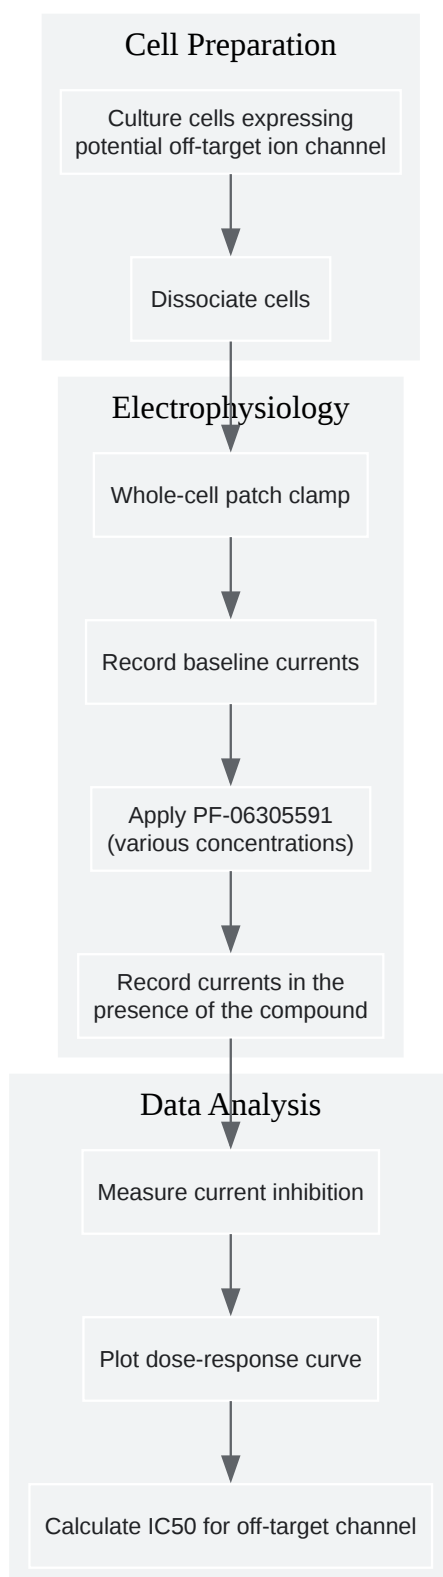 Cell Preparation
Culture cells expressing
potential off-target ion channel
Dissociate cells
Electrophysiology
Whole-cell patch clamp
Record baseline currents
Apply PF-06305591
(various concentrations)
Record currents in the
presence of the compound
Data Analysis
Measure current inhibition
Plot dose-response curve
Calculate IC50 for off-target channel